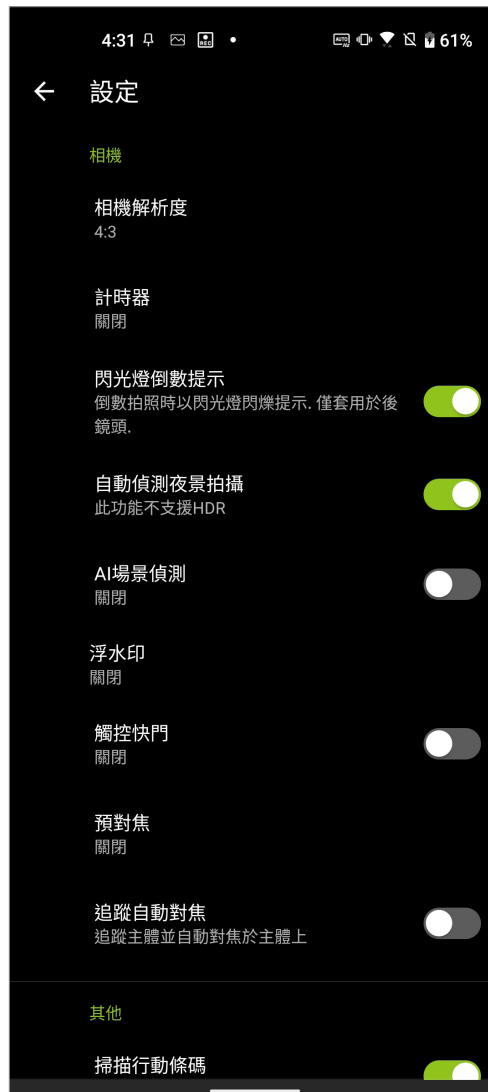 4:31
61%
設定
相機
相機解析度
4:3
計時器
關閉
閃光燈倒數提示
倒數拍照時以閃光燈閃爍提示. 僅套用於後
鏡頭.
自動偵測夜景拍攝
此功能不支援HDR
AI場景偵測
關閉
浮水印
關閉
觸控快門
關閉
預對焦
關閉
追蹤自動對焦
追蹤主體並自動對焦於主體上
其他
掃描行動條碼